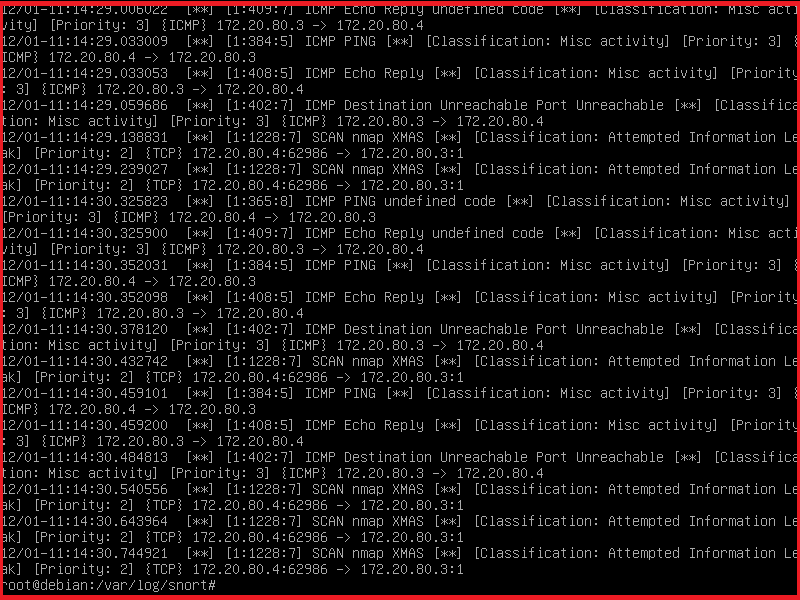 12/01-11:14:29.006022  [**] [1:409:7] ICMP Echo Reply undefined code [**] [Classification: Misc acti
vity] [Priority: 3] {ICMP} 172.20.80.3 -> 172.20.80.4
12/01-11:14:29.033009  [**] [1:384:5] ICMP PING [**] [Classification: Misc activity] [Priority: 3] {
ICMP} 172.20.80.4 -> 172.20.80.3
12/01-11:14:29.033053  [**] [1:408:5] ICMP Echo Reply [**] [Classification: Misc activity] [Priority
: 3] {ICMP} 172.20.80.3 -> 172.20.80.4
12/01-11:14:29.059686  [**] [1:402:7] ICMP Destination Unreachable Port Unreachable [**] [Classifica
tion: Misc activity] [Priority: 3] {ICMP} 172.20.80.3 -> 172.20.80.4
12/01-11:14:29.138831  [**] [1:1228:7] SCAN nmap XMAS [**] [Classification: Attempted Information Le
ak] [Priority: 2] {TCP} 172.20.80.4:62986 -> 172.20.80.3:1
12/01-11:14:29.239027  [**] [1:1228:7] SCAN nmap XMAS [**] [Classification: Attempted Information Le
ak] [Priority: 2] {TCP} 172.20.80.4:62986 -> 172.20.80.3:1
12/01-11:14:30.325823  [**] [1:365:8] ICMP PING undefined code [**] [Classification: Misc activity]
[Priority: 3] {ICMP} 172.20.80.4 -> 172.20.80.3
12/01-11:14:30.325900  [**] [1:409:7] ICMP Echo Reply undefined code [**] [Classification: Misc acti
vity] [Priority: 3] {ICMP} 172.20.80.3 -> 172.20.80.4
12/01-11:14:30.352031  [**] [1:384:5] ICMP PING [**] [Classification: Misc activity] [Priority: 3] {
ICMP} 172.20.80.4 -> 172.20.80.3
12/01-11:14:30.352098  [**] [1:408:5] ICMP Echo Reply [**] [Classification: Misc activity] [Priority
: 3] {ICMP} 172.20.80.3 -> 172.20.80.4
12/01-11:14:30.378120  [**] [1:402:7] ICMP Destination Unreachable Port Unreachable [**] [Classifica
tion: Misc activity] [Priority: 3] {ICMP} 172.20.80.3 -> 172.20.80.4
12/01-11:14:30.432742  [**] [1:1228:7] SCAN nmap XMAS [**] [Classification: Attempted Information Le
ak] [Priority: 2] {TCP} 172.20.80.4:62986 -> 172.20.80.3:1
12/01-11:14:30.459101  [**] [1:384:5] ICMP PING [**] [Classification: Misc activity] [Priority: 3] {
ICMP} 172.20.80.4 -> 172.20.80.3
12/01-11:14:30.459200  [**] [1:408:5] ICMP Echo Reply [**] [Classification: Misc activity] [Priority
: 3] {ICMP} 172.20.80.3 -> 172.20.80.4
12/01-11:14:30.484813  [**] [1:402:7] ICMP Destination Unreachable Port Unreachable [**] [Classifica
tion: Misc activity] [Priority: 3] {ICMP} 172.20.80.3 -> 172.20.80.4
12/01-11:14:30.540556  [**] [1:1228:7] SCAN nmap XMAS [**] [Classification: Attempted Information Le
ak] [Priority: 2] {TCP} 172.20.80.4:62986 -> 172.20.80.3:1
12/01-11:14:30.643964  [**] [1:1228:7] SCAN nmap XMAS [**] [Classification: Attempted Information Le
ak] [Priority: 2] {TCP} 172.20.80.4:62986 -> 172.20.80.3:1
12/01-11:14:30.744921  [**] [1:1228:7] SCAN nmap XMAS [**] [Classification: Attempted Information Le
ak] [Priority: 2] {TCP} 172.20.80.4:62986 -> 172.20.80.3:1
root@debian:/var/log/snort#